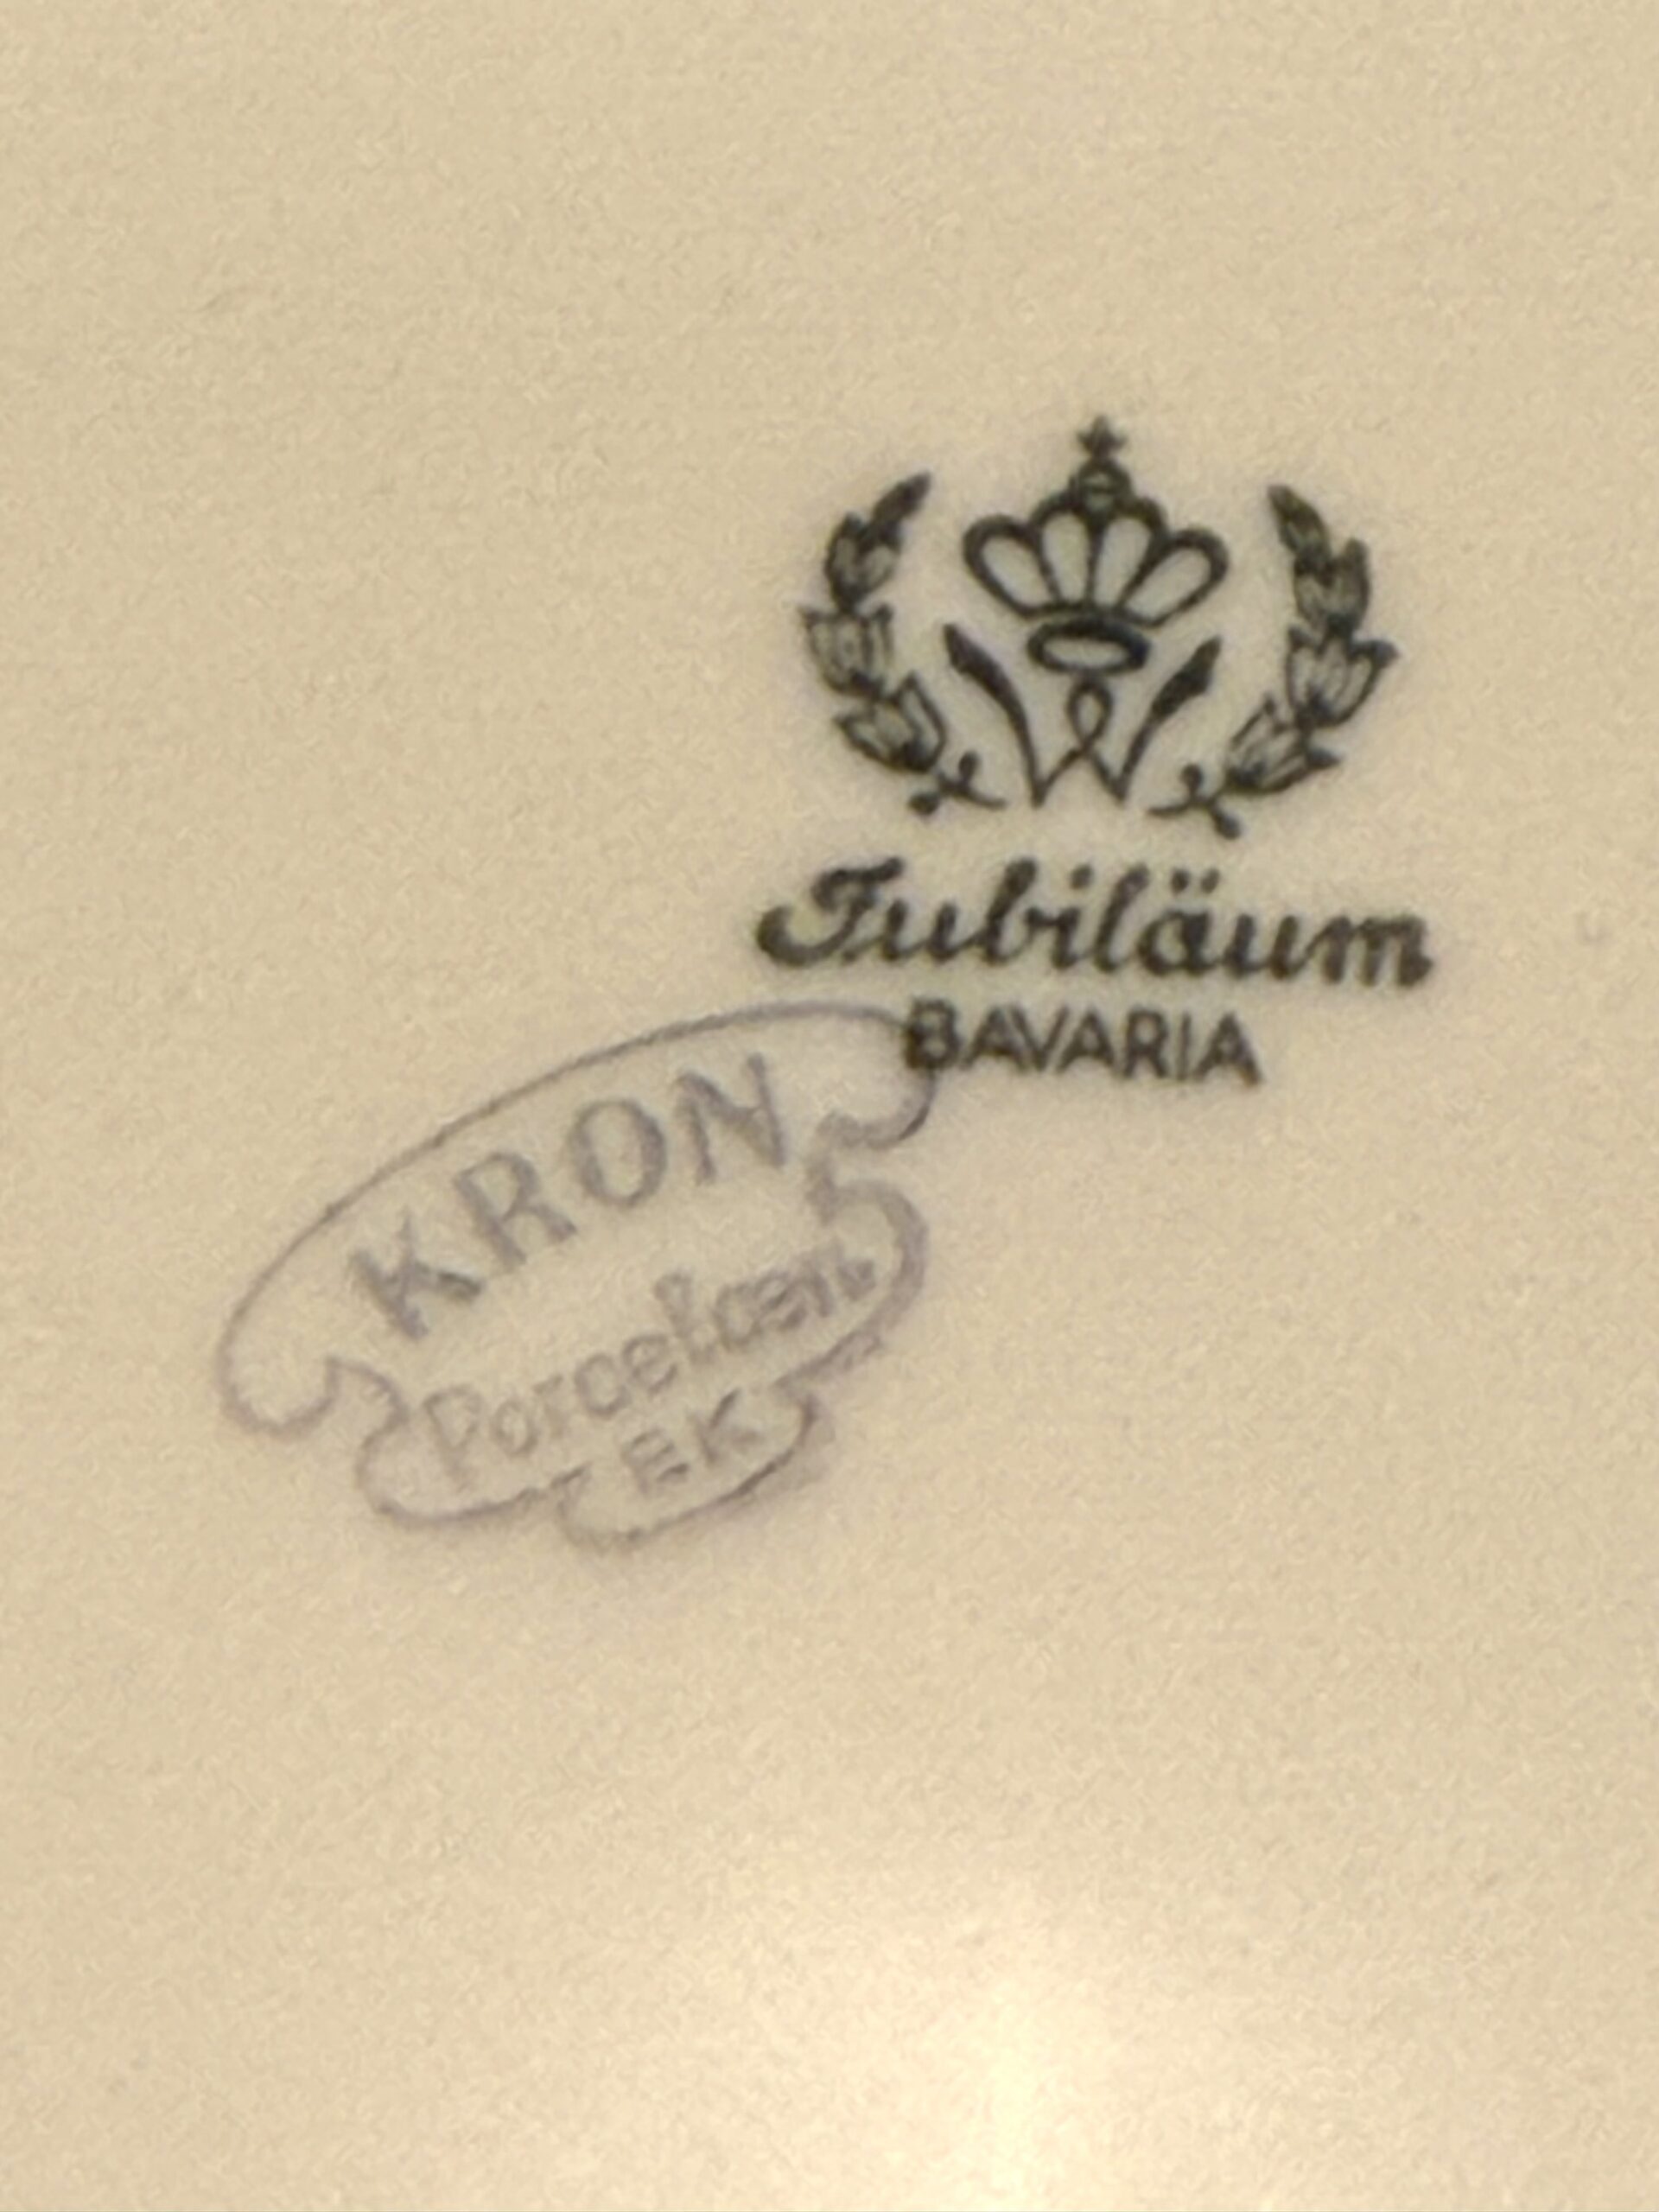 W
Jubiläum
BAVARIA
KRON
Porcelæn
EK